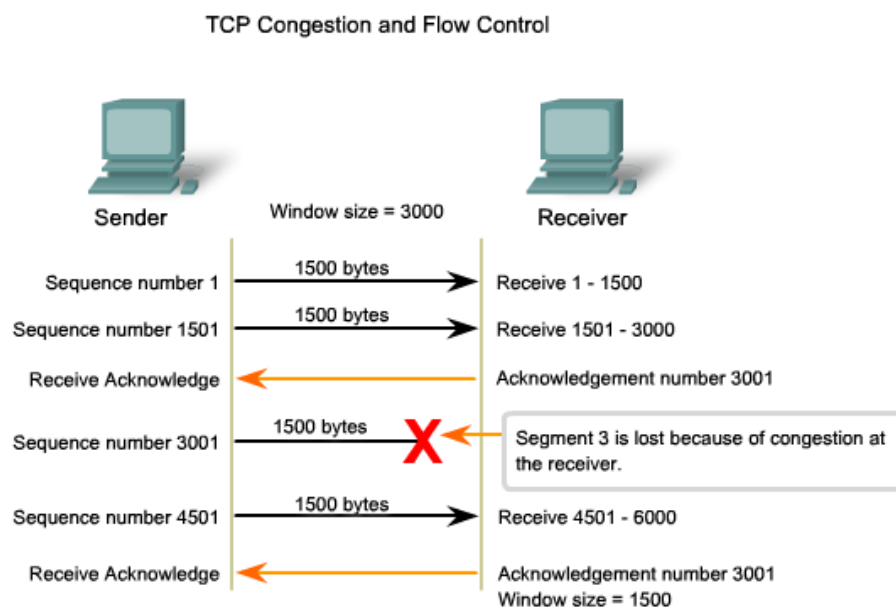 TCP Congestion and Flow Control
Sender
Window size = 3000
Receiver
Sequence number 1
1500 bytes
Receive 1 - 1500
Sequence number 1501
1500 bytes
Receive 1501 - 3000
Receive Acknowledge
Acknowledgement number 3001
Sequence number 3001
1500 bytes
X
Segment 3 is lost because of congestion at
the receiver.
Sequence number 4501
1500 bytes
Receive 4501 - 6000
Receive Acknowledge
Acknowledgement number 3001
Window size = 1500